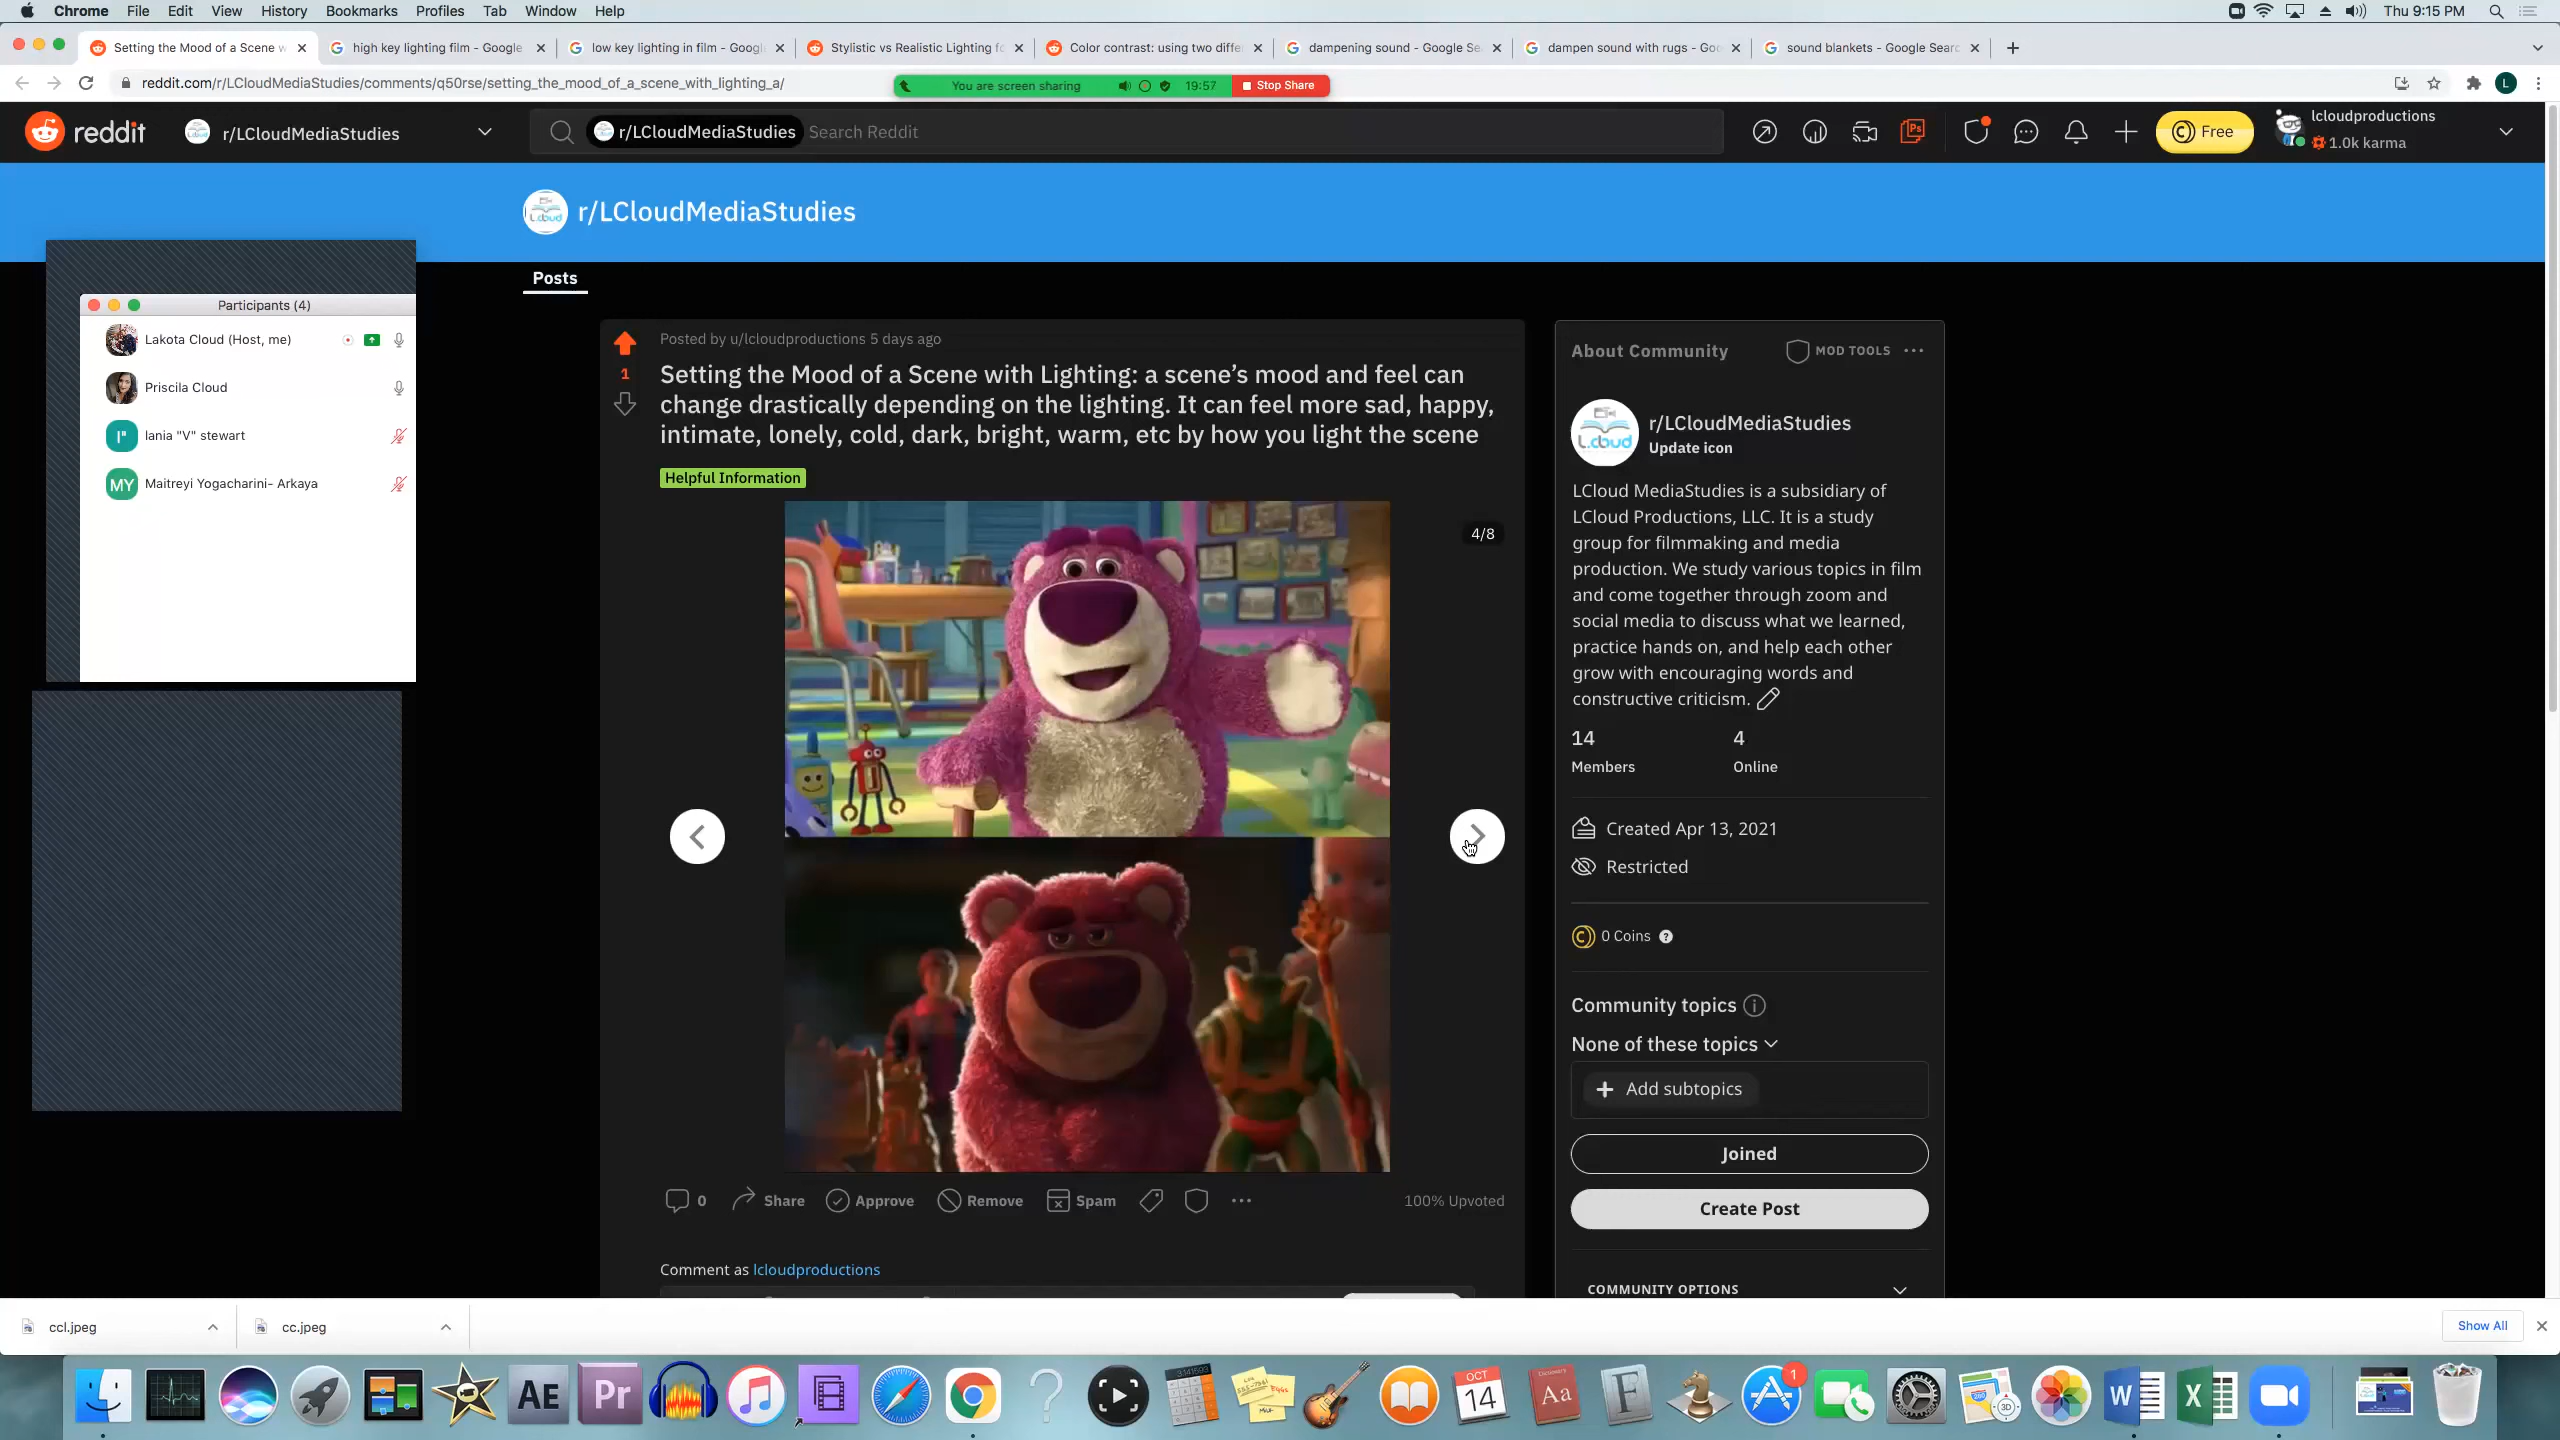 Chrome File Edit View History Bookmarks Profiles Tab Window Help
Thu 9:15 PM
Setting the Mood of a Scene w
high key lighting film - Google
low key lighting in film - Googl
Stylistic vs Realistic Lighting fo
Color contrast: using two diffe
dampening sound - Google Se
dampen sound with rugs - Goo
sound blankets - Google Searc
reddit.com/r/LCloudMediaStudies/comments/q50rse/setting_the_mood_of_a_scene_with_lighting_a/
You are screen sharing
19:57
Stop Share
L
reddit
r/LCloudMediaStudies
r/LCloudMediaStudies Search Reddit
Ps
Free
lcloudproductions
1.0k karma
r/LCloudMediaStudies
Posts
Participants (4)
Lakota Cloud (Host, me)
Priscila Cloud
I"
Iania "V" stewart
MY
Maitreyi Yogacharini- Arkaya
Posted by u/lcloudproductions 5 days ago
1
Setting the Mood of a Scene with Lighting: a scene's mood and feel can
change drastically depending on the lighting. It can feel more sad, happy,
intimate, lonely, cold, dark, bright, warm, etc by how you light the scene
Helpful Information
4/8
0
Share
Approve
Remove
Spam
100% Upvoted
Comment as lcloudproductions
About Community
MOD TOOLS
L.cloud
r/LCloudMediaStudies
Update icon
LCloud MediaStudies is a subsidiary of
LCloud Productions, LLC. It is a study
group for filmmaking and media
production. We study various topics in film
and come together through zoom and
social media to discuss what we learned,
practice hands on, and help each other
grow with encouraging words and
constructive criticism.
14
Members
4
Online
Created Apr 13, 2021
Restricted
0 Coins
Community topics
None of these topics
Add subtopics
Joined
Create Post
COMMUNITY OPTIONS
ccl.jpeg
cc.jpeg
Show All
AE
Pr
OCT
14
Aa
F
1
3D
W
X